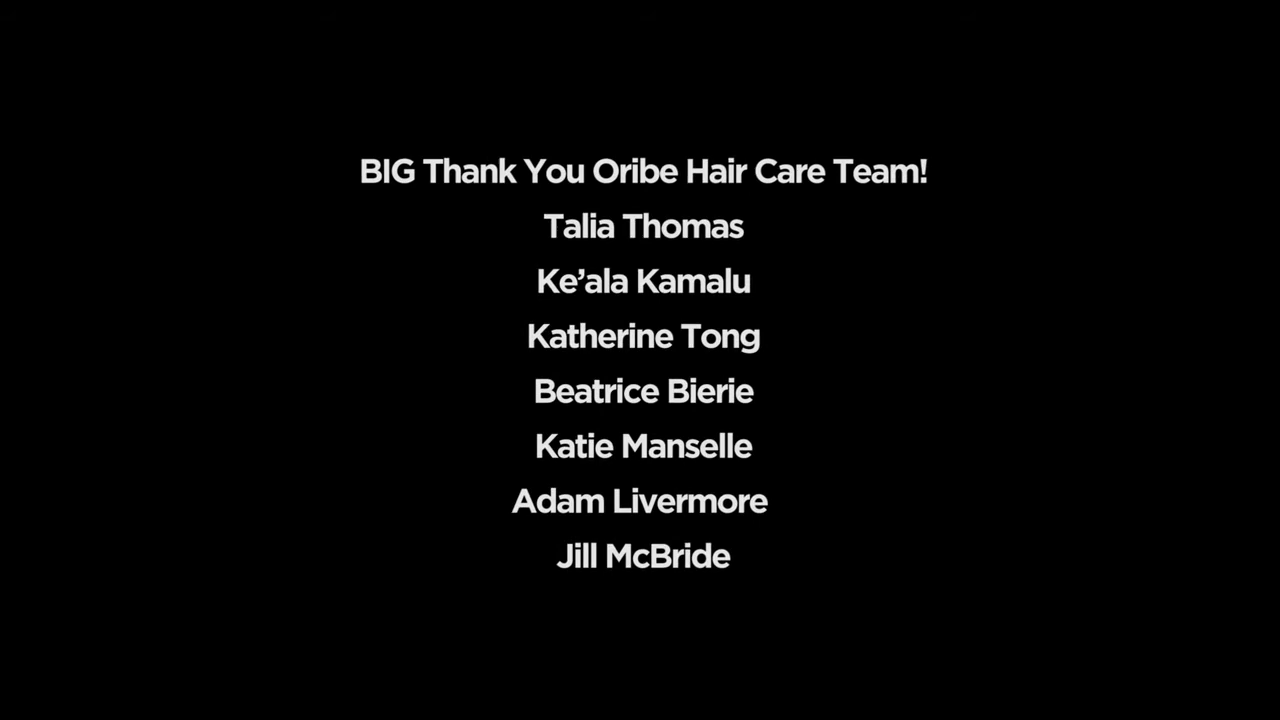 BIG Thank You Oribe Hair Care Team!
Talia Thomas
Ke’ala Kamalu
Katherine Tong
Beatrice Bierie
Katie Manselle
Adam Livermore
Jill McBride